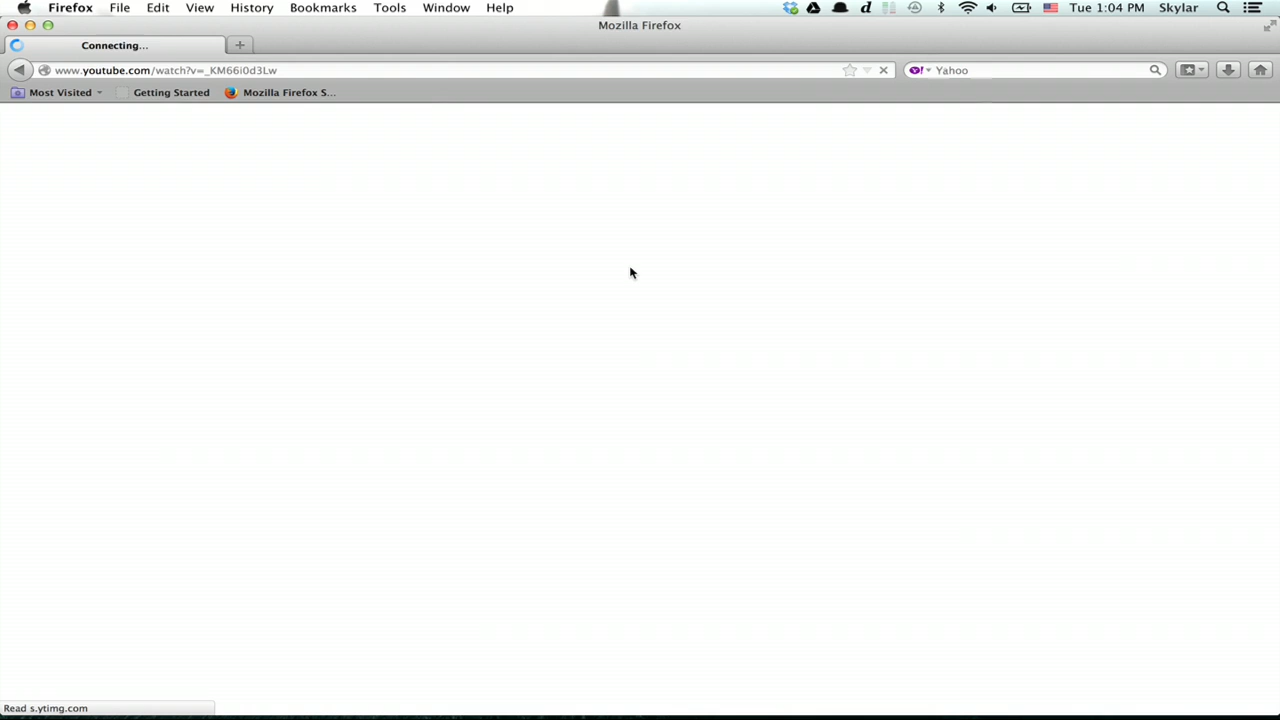 Firefox File Edit View History Bookmarks Tools Window Help Tue 1:04 PM Skylar
Mozilla Firefox
Connecting...
www.youtube.com/watch?v=_KM66i0d3Lw Yahoo
Most Visited Getting Started Mozilla Firefox S...
Read s.ytimg.com